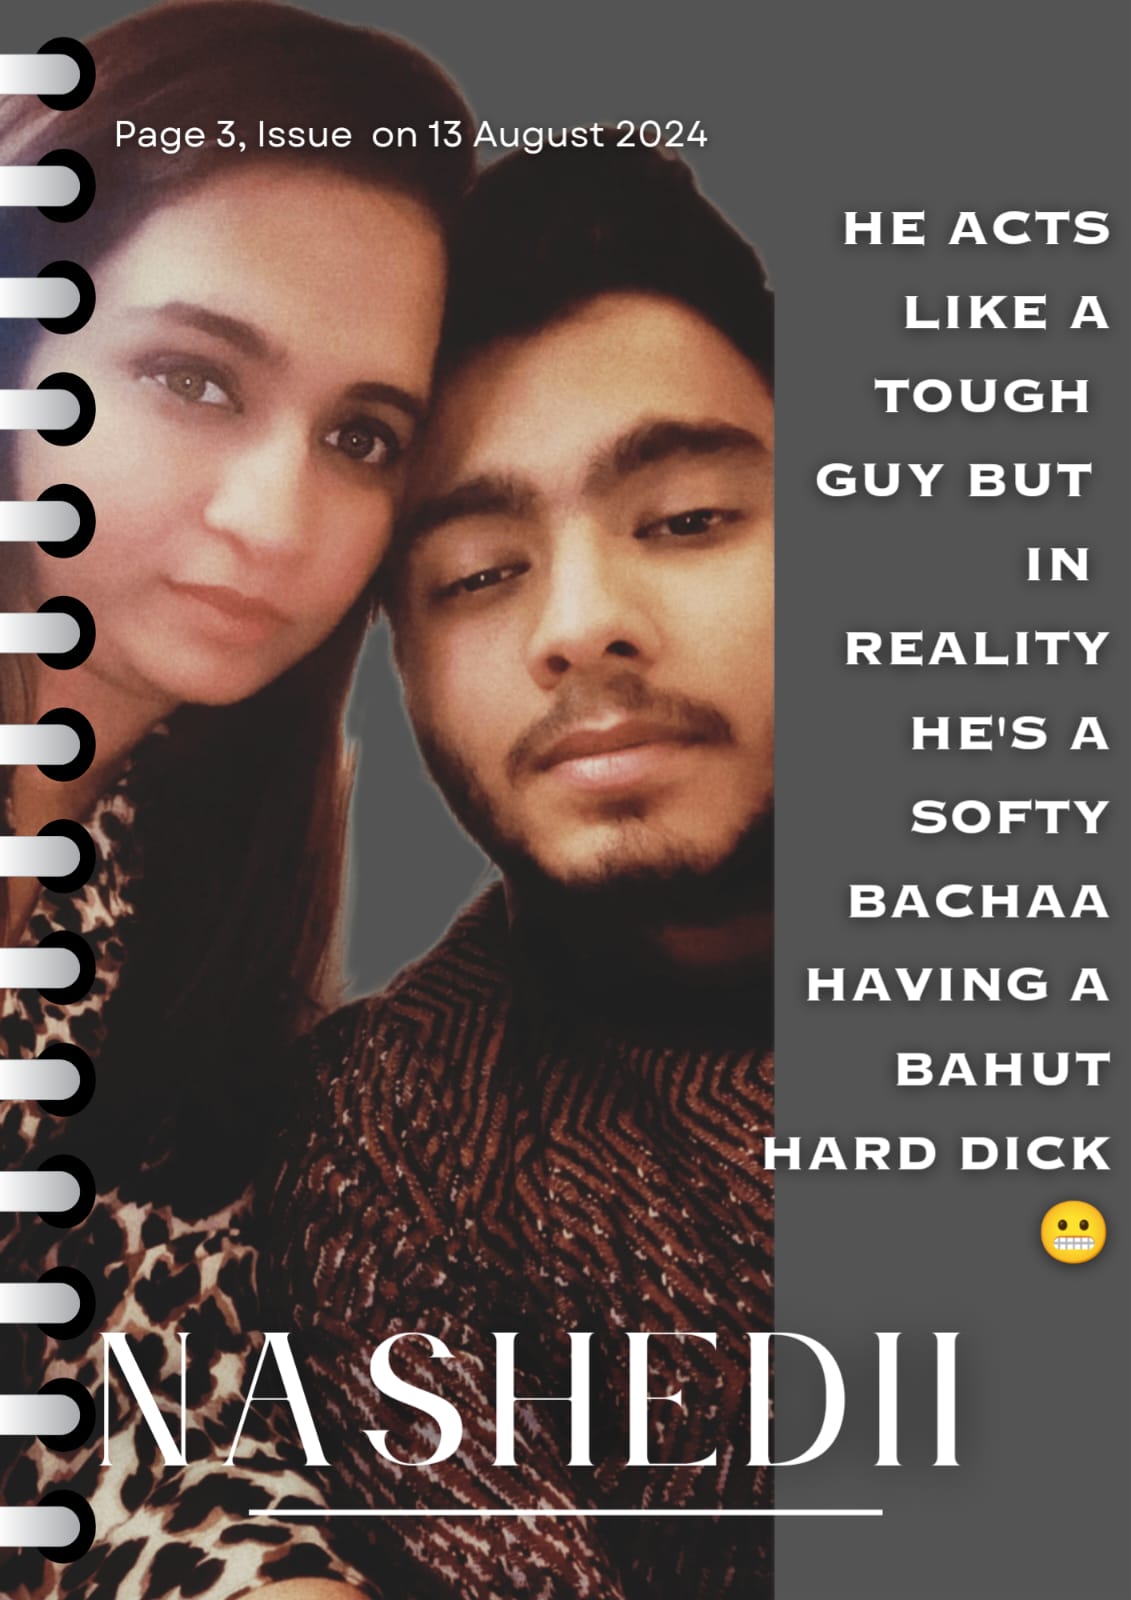 Page 3, Issue on 13 August 2024
HE ACTS
LIKE A
TOUGH
GUY BUT
IN
REALITY
HE'S A
SOFTY
BACHAA
HAVING A
BAHUT
HARD DICK
😬
NASHEDII